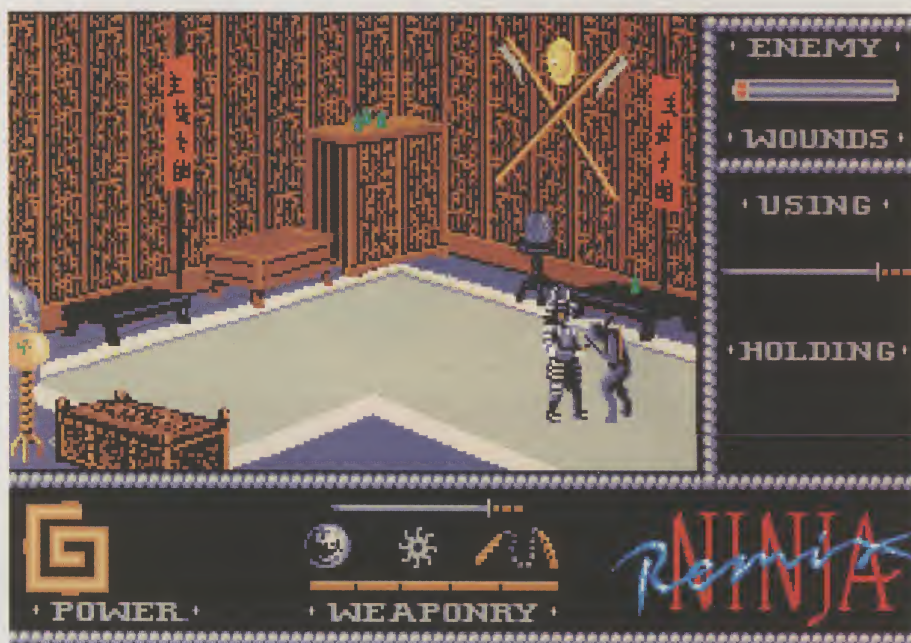 ENEMY
WOUNDS
USING
HOLDING
POWER
WEAPONRY
NINJA
Remix